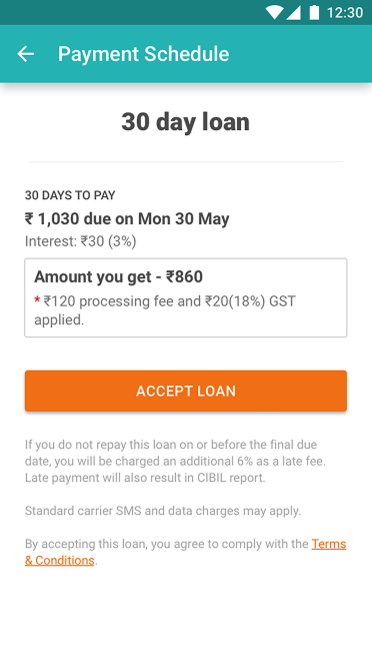 12:30
Payment Schedule
30 day loan
30 DAYS TO PAY
₹ 1,030 due on Mon 30 May
Interest: ₹30 (3%)
Amount you get - ₹860
* ₹120 processing fee and ₹20(18%) GST
applied.
ACCEPT LOAN
If you do not repay this loan on or before the final due
date, you will be charged an additional 6% as a late fee.
Late payment will also result in CIBIL report.
Standard carrier SMS and data charges may apply.
By accepting this loan, you agree to comply with the Terms
& Conditions.